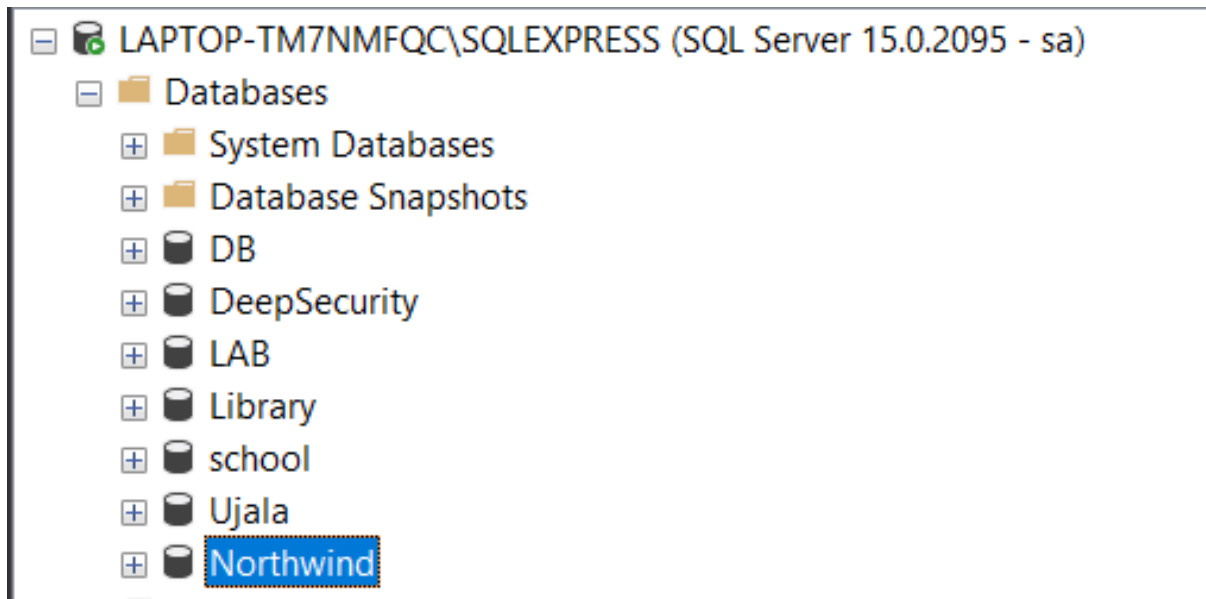 LAPTOP-TM7NMFQC\SQLEXPRESS (SQL Server 15.0.2095 - sa)
Databases
System Databases
Database Snapshots
DB
DeepSecurity
LAB
Library
school
Ujala
Northwind